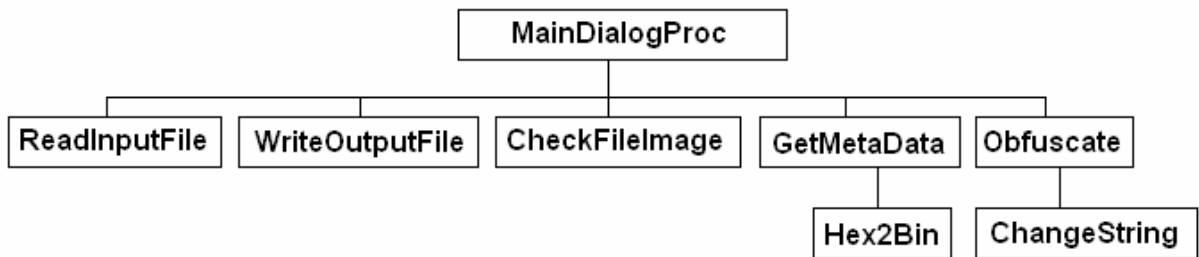 MainDialogProc
ReadInputFile
WriteOutputFile
CheckFileImage
GetMetaData
Obfuscate
Hex2Bin
ChangeString